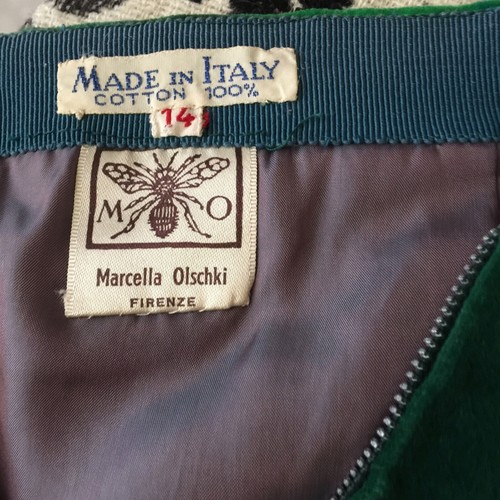 MADE IN ITALY
COTTON 100%
14
M O
Marcella Olschki
FIRENZE